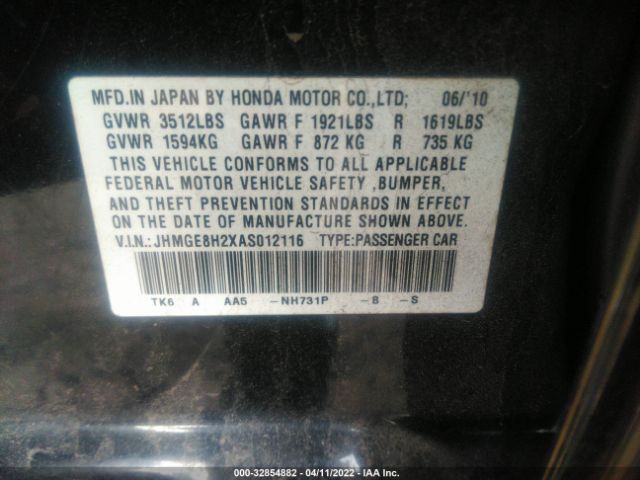 MFD.IN JAPAN BY HONDA MOTOR CO.,LTD; 06/'10
GVWR 3512LBS GAWR F 1921LBS R 1619LBS
GVWR 1594KG GAWR F 872 KG R 735 KG
THIS VEHICLE CONFORMS TO ALL APPLICABLE
FEDERAL MOTOR VEHICLE SAFETY ,BUMPER,
AND THEFT PREVENTION STANDARDS IN EFFECT
ON THE DATE OF MANUFACTURE SHOWN ABOVE.
V.I.N.: JHMGE8H2XAS012116 TYPE:PASSENGER CAR
TK6 A AA5 -NH731P -B -S
000-32854882 - 04/11/2022 - IAA Inc.